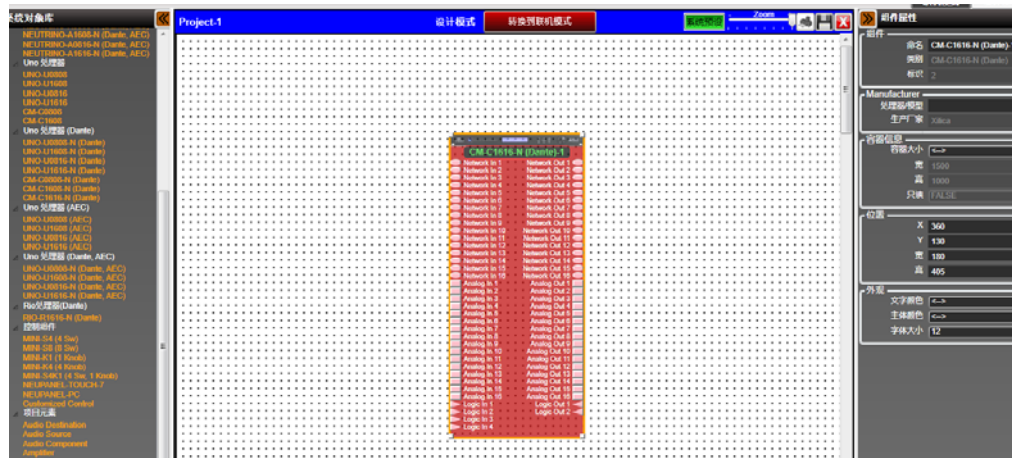 系统对象库
NEUTRINO-A1608-N (Dante, AEC)
NEUTRINO-A0816-N (Dante, AEC)
NEUTRINO-A1616-N (Dante, AEC)
Uno 处理器
UNO-U0808
UNO-U1608
UNO-U0816
UNO-U1616
CM-C0808
CM-C1608
Uno 处理器 (Dante)
UNO-U0808-N (Dante)
UNO-U1608-N (Dante)
UNO-U0816-N (Dante)
UNO-U1616-N (Dante)
CM-C0808-N (Dante)
CM-C1608-N (Dante)
CM-C1616-N (Dante)
Uno 处理器 (AEC)
UNO-U0808 (AEC)
UNO-U1608 (AEC)
UNO-U0816 (AEC)
UNO-U1616 (AEC)
Uno 处理器 (Dante, AEC)
UNO-U0808-N (Dante, AEC)
UNO-U1608-N (Dante, AEC)
UNO-U0816-N (Dante, AEC)
UNO-U1616-N (Dante, AEC)
Rio处理器(Dante)
RIO-R1616-N (Dante)
控制组件
MINI-S4 (4 Sw)
MINI-S8 (8 Sw)
MINI-K1 (1 Knob)
MINI-K4 (4 Knob)
MINI-S4K1 (4 Sw, 1 Knob)
NEUPANEL-TOUCH-7
NEUPANEL-PC
Customized Control
项目元素
Audio Destination
Audio Source
Audio Component
Amplifier
Project-1
设计模式
转换到联机模式
系统预设
Zoom
CM-C1616-N (Dante)-1
Network In 1 Network Out 1
Network In 2 Network Out 2
Network In 3 Network Out 3
Network In 4 Network Out 4
Network In 5 Network Out 5
Network In 6 Network Out 6
Network In 7 Network Out 7
Network In 8 Network Out 8
Network In 9 Network Out 9
Network In 10 Network Out 10
Network In 11 Network Out 11
Network In 12 Network Out 12
Network In 13 Network Out 13
Network In 14 Network Out 14
Network In 15 Network Out 15
Network In 16 Network Out 16
Analog In 1 Analog Out 1
Analog In 2 Analog Out 2
Analog In 3 Analog Out 3
Analog In 4 Analog Out 4
Analog In 5 Analog Out 5
Analog In 6 Analog Out 6
Analog In 7 Analog Out 7
Analog In 8 Analog Out 8
Analog In 9 Analog Out 9
Analog In 10 Analog Out 10
Analog In 11 Analog Out 11
Analog In 12 Analog Out 12
Analog In 13 Analog Out 13
Analog In 14 Analog Out 14
Analog In 15 Analog Out 15
Analog In 16 Analog Out 16
Logic In 1 Logic Out 1
Logic In 2 Logic Out 2
Logic In 3
Logic In 4
组件属性
组件
命名 CM-C1616-N (Dante)-
类别 CM-C1616-N (Dante)
标识 2
Manufacturer
处理器/模型
生产厂家 Xilica
容器信息
容器大小 <-->
宽 1500
高 1000
只读 FALSE
位置
X 360
Y 130
宽 180
高 405
外观
文字颜色 <-->
主体颜色 <-->
字体大小 12